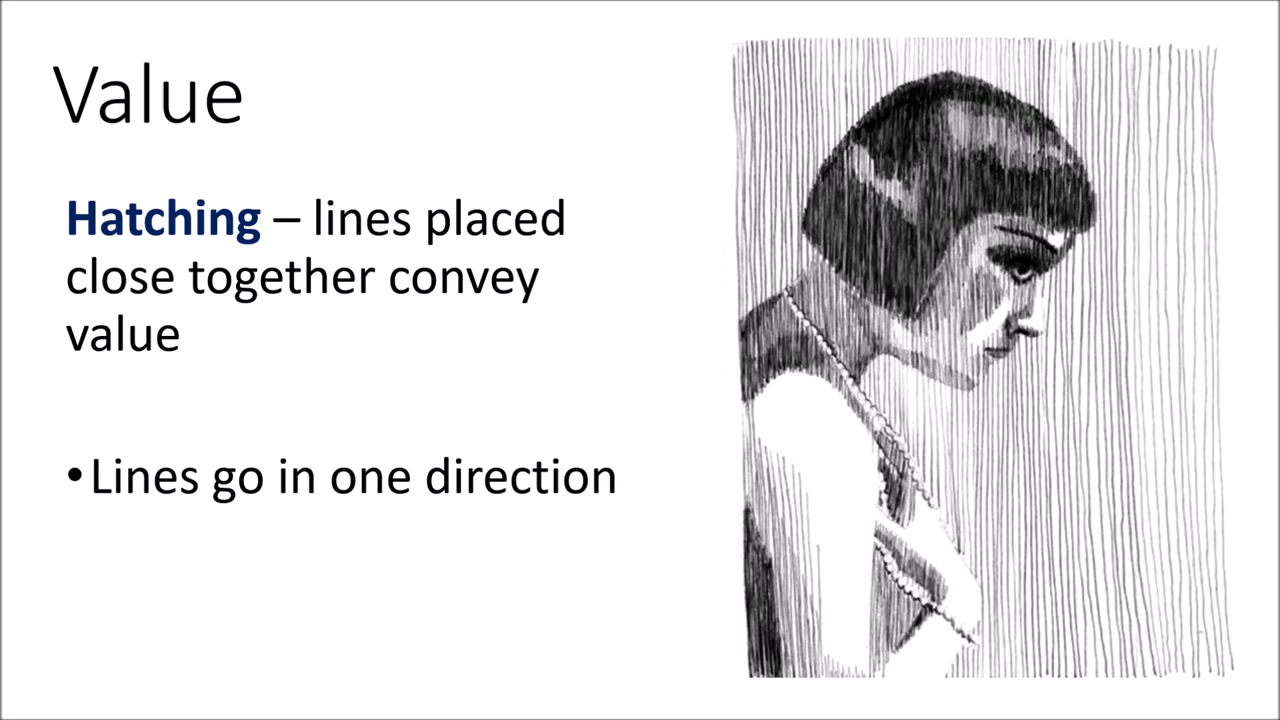 Value
Hatching – lines placed
close together convey
value
•Lines go in one direction